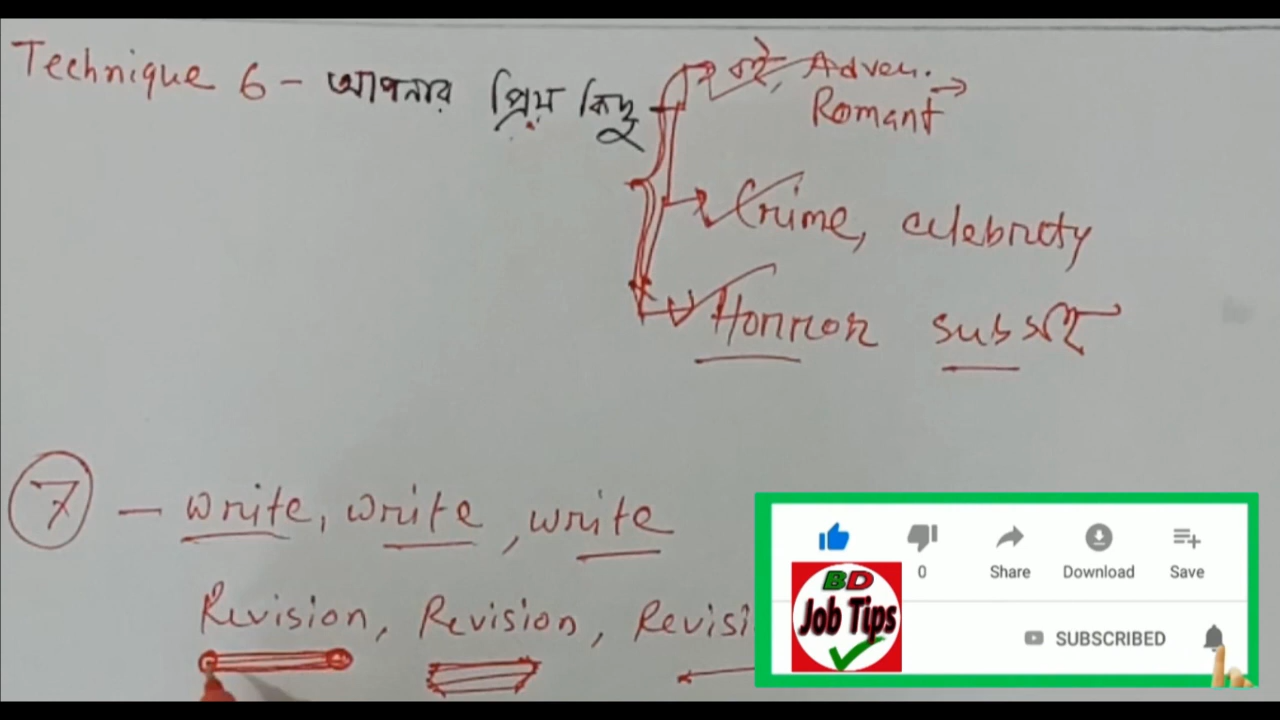 Technique 6 - আপনার প্রিয় কিছু
বই, Adven.
Romant
Crime, celebrity
Horror
7 - write, write, write
Revision, Revision, Revisi
0 Share Download Save
BD
Job Tips
SUBSCRIBED